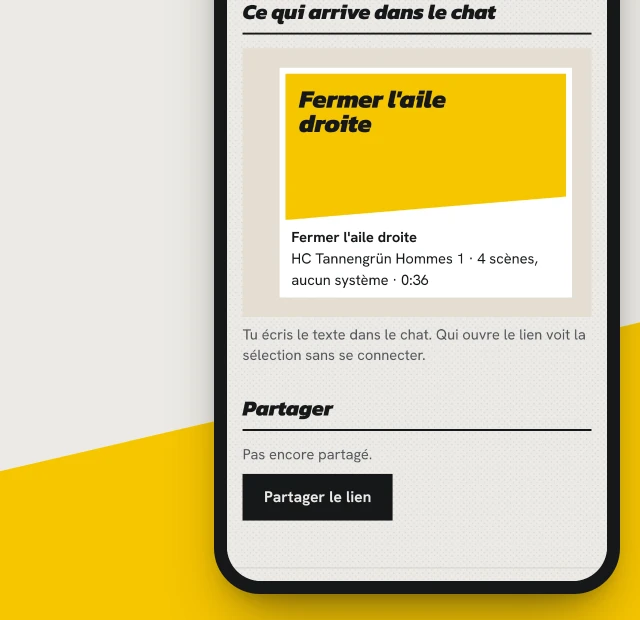 Ce qui arrive dans le chat
Fermer l'aile
droite
Fermer l'aile droite
HC Tannengrün Hommes 1 · 4 scènes,
aucun système · 0:36
Tu écris le texte dans le chat. Qui ouvre le lien voit la
sélection sans se connecter.
Partager
Pas encore partagé.
Partager le lien